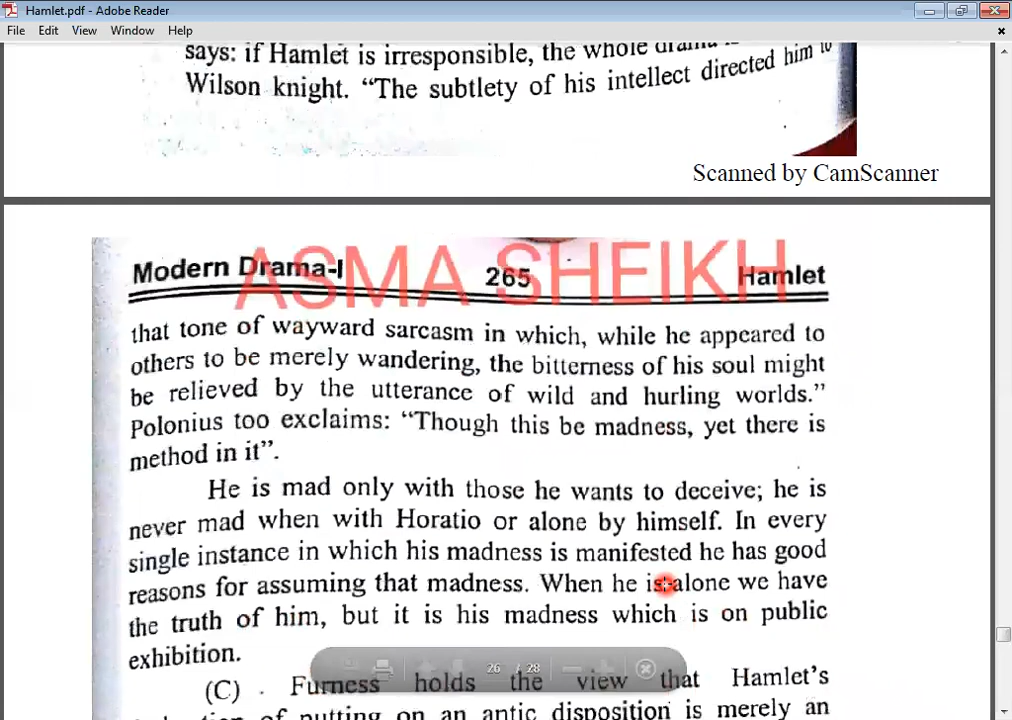 Hamlet.pdf - Adobe Reader
File Edit View Window Help
says: if Hamlet is irresponsible, the whole drama
Wilson knight. "The subtlety of his intellect directed him to
Scanned by CamScanner
ASMA SHEIKH
Modern Drama-I 265 Hamlet
that tone of wayward sarcasm in which, while he appeared to
others to be merely wandering, the bitterness of his soul might
be relieved by the utterance of wild and hurling worlds."
Polonius too exclaims: "Though this be madness, yet there is
method in it".
He is mad only with those he wants to deceive; he is
never mad when with Horatio or alone by himself. In every
single instance in which his madness is manifested he has good
reasons for assuming that madness. When he is alone we have
the truth of him, but it is his madness which is on public
exhibition.
26 / 28
(C) Furness holds the view that Hamlet's
of putting on an antic disposition is merely an